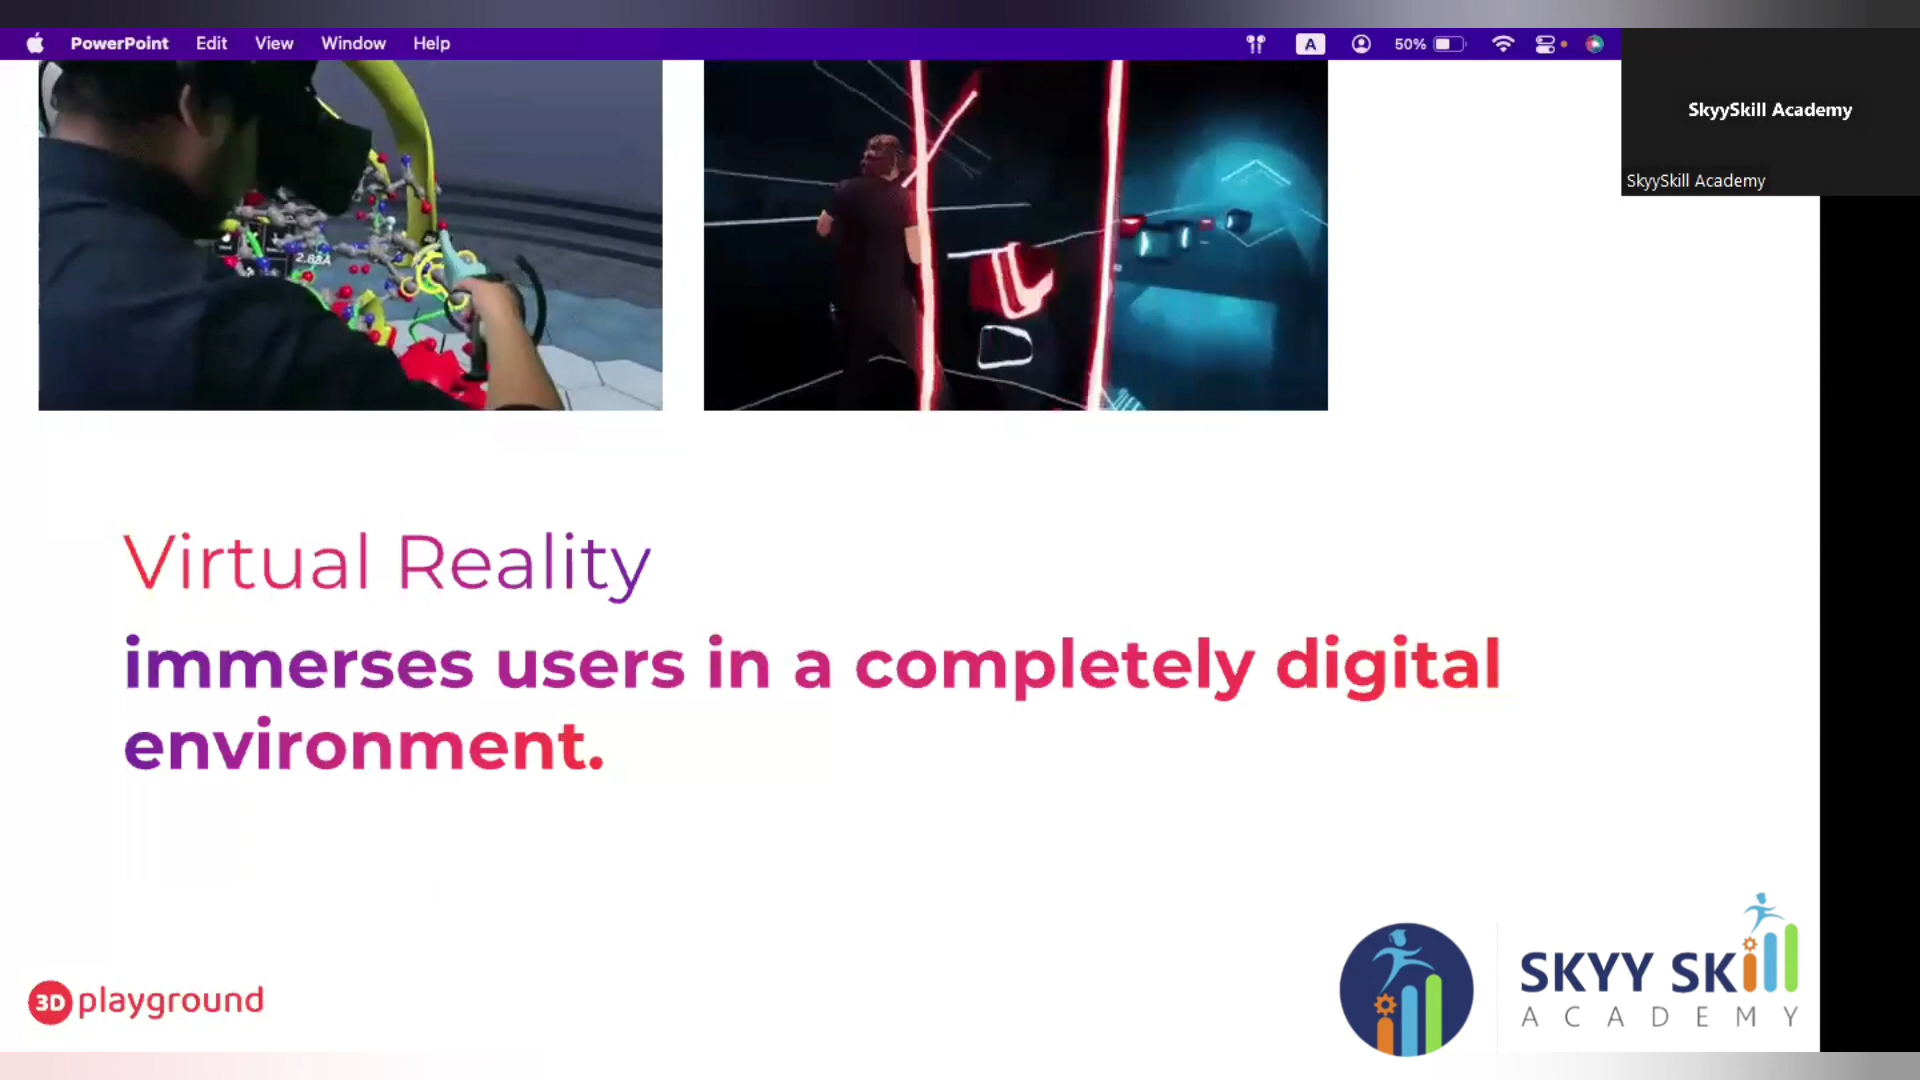 PowerPoint Edit View Window Help
A 50%
SkyySkill Academy
SkyySkill Academy
2.83Å
Virtual Reality
immerses users in a completely digital
environment.
3D playground
SKYY SKill
ACADEMY